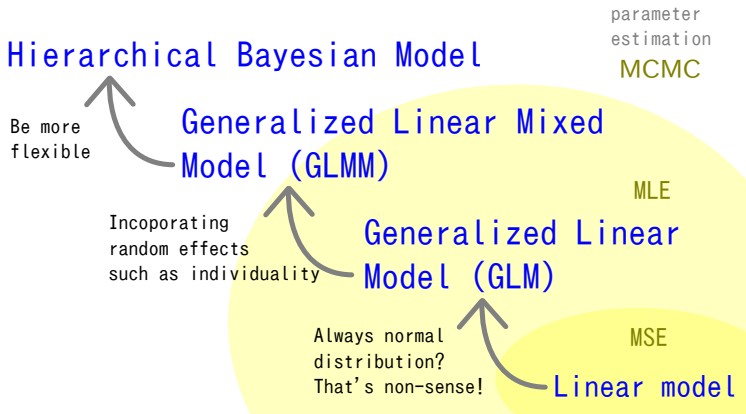 parameter
estimation
MCMC
Hierarchical Bayesian Model
Be more
flexible
Generalized Linear Mixed
Model (GLMM)
MLE
Incoporating
random effects
such as individuality
Generalized Linear
Model (GLM)
Always normal
distribution?
That's non-sense!
MSE
Linear model